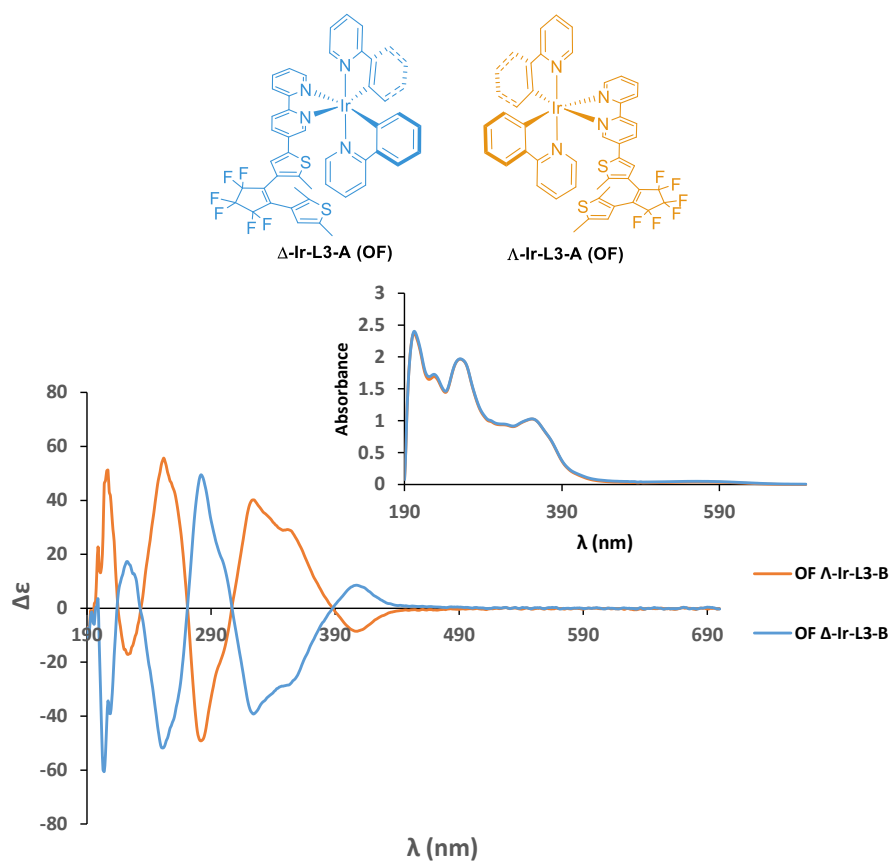 N
N
N
N
Ir
S
S
F
F
F
F
F
F
Δ-Ir-L3-A (OF)
N
N
N
N
Ir
S
S
F
F
F
F
F
F
Λ-Ir-L3-A (OF)
3
2.5
2
1.5
1
0.5
0
Absorbance
190
390
590
λ (nm)
80
60
40
20
0
-20
-40
-60
-80
Δε
190
290
390
490
590
690
λ (nm)
OF Λ-Ir-L3-B
OF Δ-Ir-L3-B